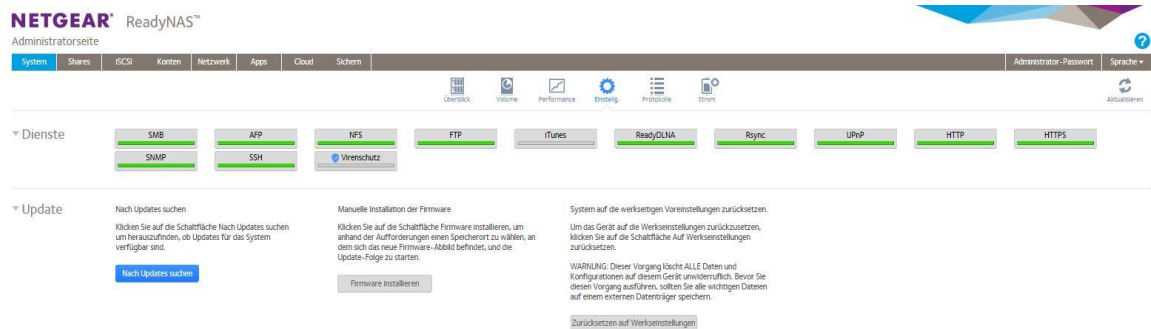 NETGEAR® ReadyNAS™
Administratorseite
?
System Shares iSCSI Konten Netzwerk Apps Cloud Sichern Administrator-Passwort Sprache
Überblick Volume Performance Einstellg. Protokolle Strom Aktualisieren
Dienste
SMB AFP NFS FTP iTunes ReadyDLNA Rsync UPnP HTTP HTTPS
SNMP SSH Virenschutz
Update
Nach Updates suchen
Klicken Sie auf die Schaltfläche Nach Updates suchen
um herauszufinden, ob Updates für das System
verfügbar sind.
Nach Updates suchen
Manuelle Installation der Firmware
Klicken Sie auf die Schaltfläche Firmware installieren, um
anhand der Aufforderungen einen Speicherort zu wählen, an
dem sich das neue Firmware-Abbild befindet, und die
Update-Folge zu starten.
Firmware installieren
System auf die werkseitigen Voreinstellungen zurücksetzen.
Um das Gerät auf die Werkseinstellungen zurückzusetzen,
klicken Sie auf die Schaltfläche Auf Werkseinstellungen
zurücksetzen.
WARNUNG: Dieser Vorgang löscht ALLE Daten und
Konfigurationen auf diesem Gerät unwiderruflich. Bevor Sie
diesen Vorgang ausführen, sollten Sie alle wichtigen Dateien
auf einem externen Datenträger speichern.
Zurücksetzen auf Werkseinstellungen